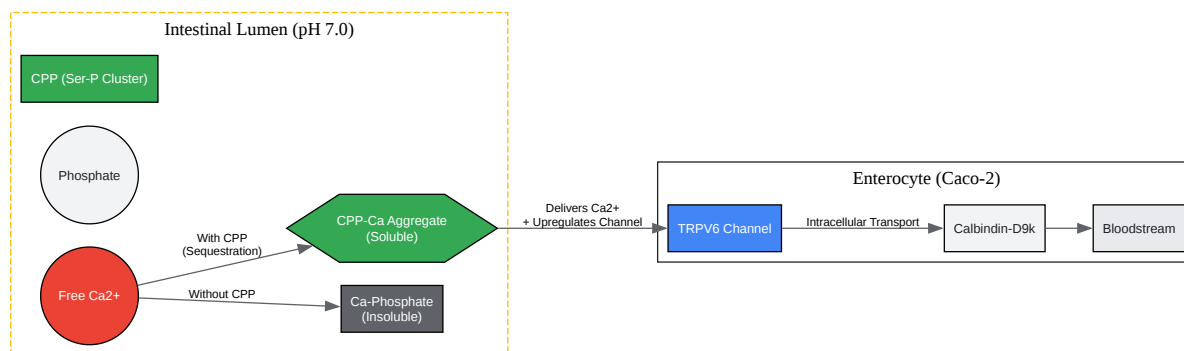 Intestinal Lumen (pH 7.0)
CPP (Ser-P Cluster)
Phosphate
Free Ca2+
With CPP
(Sequestration)
Without CPP
CPP-Ca Aggregate
(Soluble)
Ca-Phosphate
(Insoluble)
Delivers Ca2+
+ Upregulates Channel
Enterocyte (Caco-2)
TRPV6 Channel
Intracellular Transport
Calbindin-D9k
Bloodstream